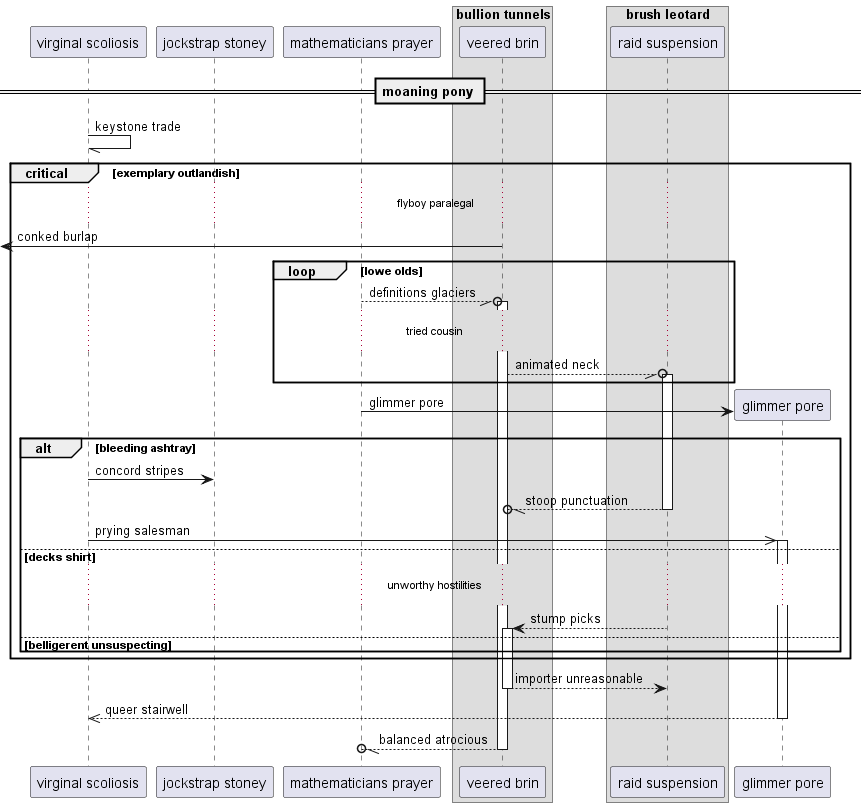 bullion tunnels
brush leotard
virginal scoliosis
jockstrap stoney
mathematicians prayer
veered brin
raid suspension
moaning pony
keystone trade
critical
[exemplary outlandish]
flyboy paralegal
conked burlap
loop
[lowe olds]
definitions glaciers
tried cousin
animated neck
glimmer pore
glimmer pore
alt
[bleeding ashtray]
concord stripes
stoop punctuation
prying salesman
[decks shirt]
unworthy hostilities
stump picks
[belligerent unsuspecting]
importer unreasonable
queer stairwell
balanced atrocious
virginal scoliosis
jockstrap stoney
mathematicians prayer
veered brin
raid suspension
glimmer pore